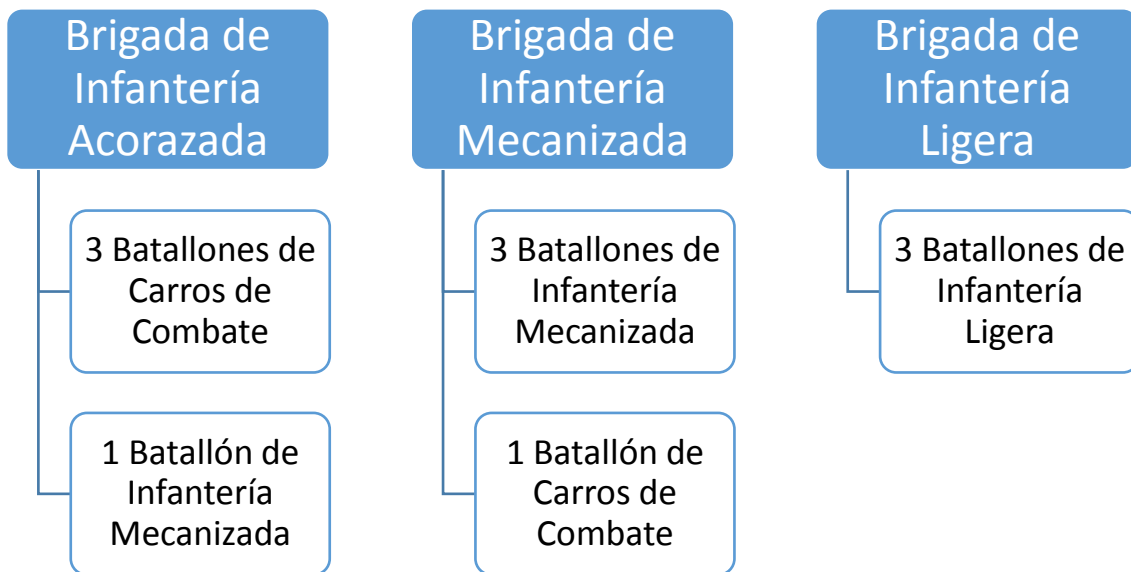 Brigada de
Infantería
Acorazada
3 Batallones de
Carros de
Combate
1 Batallón de
Infantería
Mecanizada
Brigada de
Infantería
Mecanizada
3 Batallones de
Infantería
Mecanizada
1 Batallón de
Carros de
Combate
Brigada de
Infantería
Ligera
3 Batallones de
Infantería
Ligera